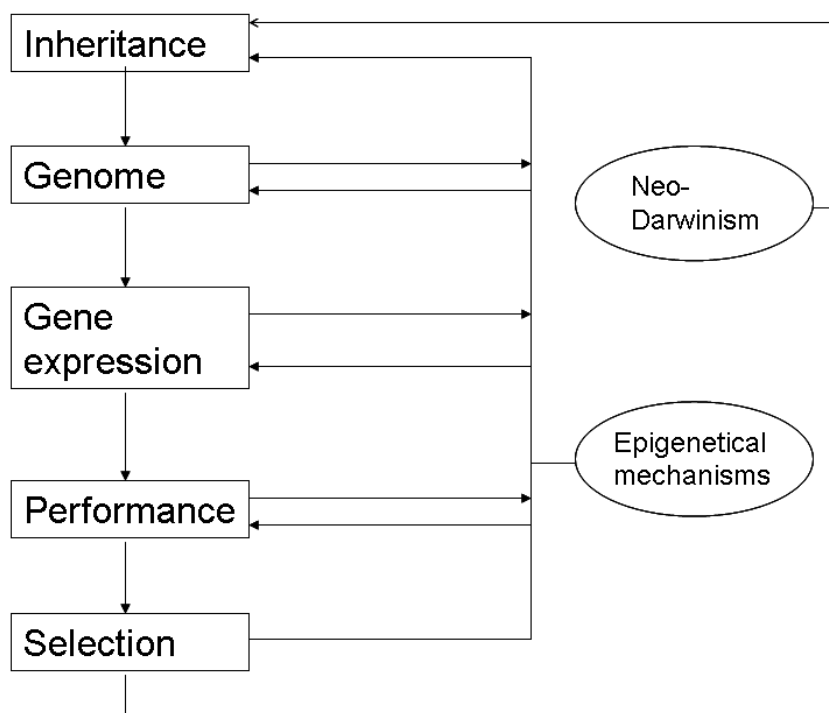 Inheritance
Genome
Neo-
Darwinism
Gene
expression
Epigenetical
mechanisms
Performance
Selection